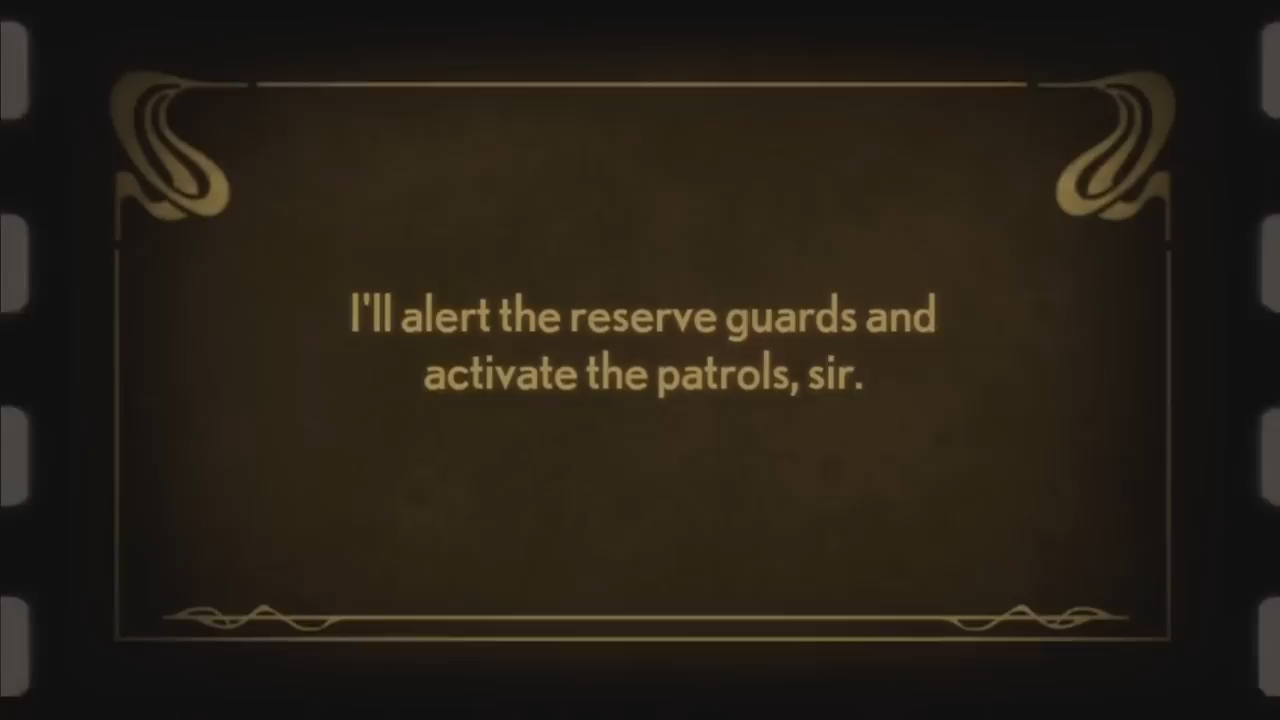 I'll alert the reserve guards and
activate the patrols, sir.